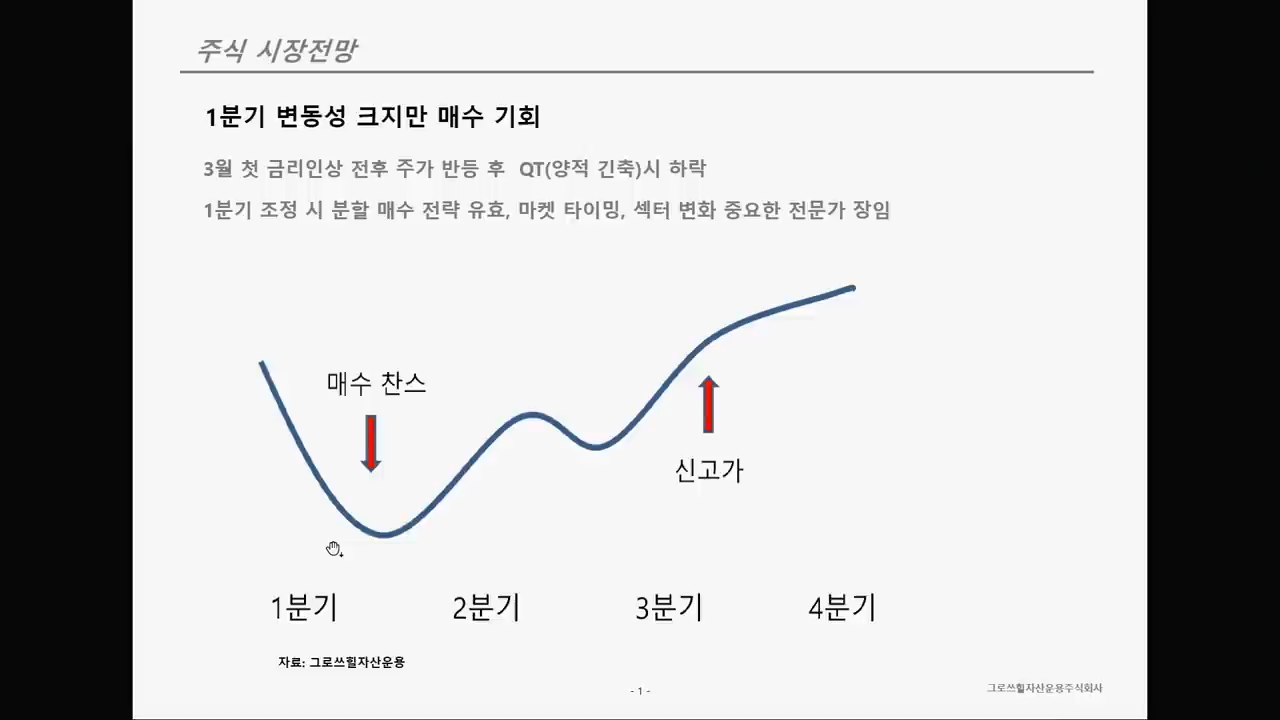 주식 시장전망
1분기 변동성 크지만 매수 기회
3월 첫 금리인상 전후 주가 반등 후 QT(양적 긴축)시 하락
1분기 조정 시 분할 매수 전략 유효, 마켓 타이밍, 섹터 변화 중요한 전문가 장임
매수 찬스
신고가
1분기 2분기 3분기 4분기
자료: 그로쓰힐자산운용
- 1 -
그로쓰힐자산운용주식회사